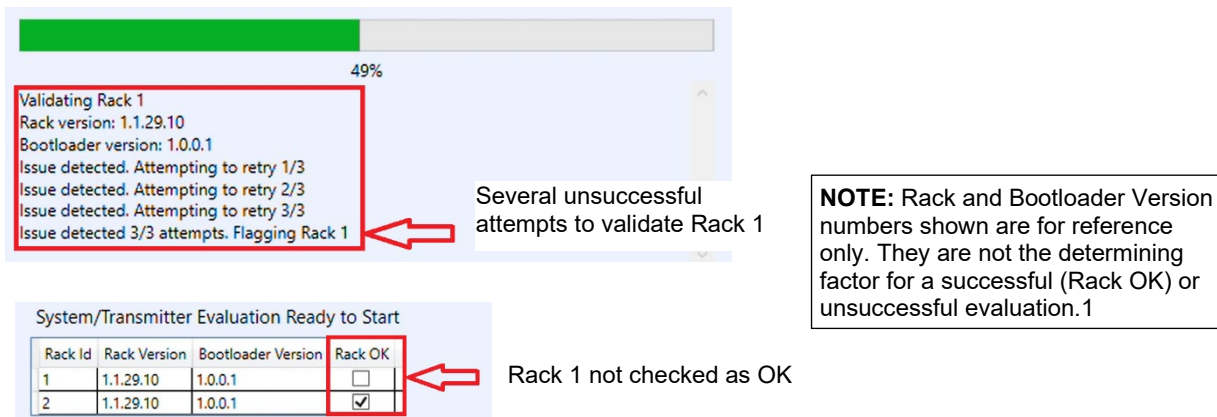 49%
Validating Rack 1
Rack version: 1.1.29.10
Bootloader version: 1.0.0.1
Issue detected. Attempting to retry 1/3
Issue detected. Attempting to retry 2/3
Issue detected. Attempting to retry 3/3
Issue detected 3/3 attempts. Flagging Rack 1
Several unsuccessful
attempts to validate Rack 1
NOTE: Rack and Bootloader Version
numbers shown are for reference
only. They are not the determining
factor for a successful (Rack OK) or
unsuccessful evaluation.1
System/Transmitter Evaluation Ready to Start
Rack Id Rack Version Bootloader Version Rack OK
1 1.1.29.10 1.0.0.1
2 1.1.29.10 1.0.0.1
Rack 1 not checked as OK